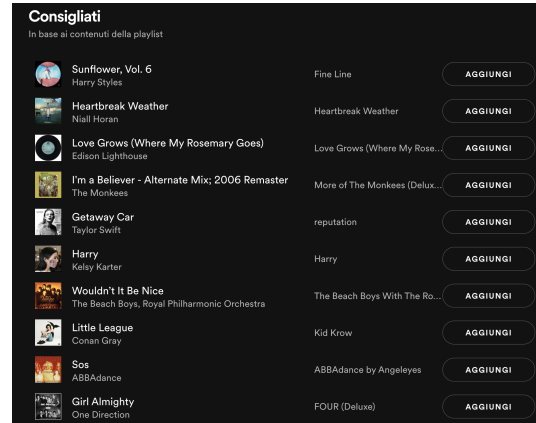 Consigliati
In base ai contenuti della playlist
Sunflower, Vol. 6
Harry Styles
Fine Line
AGGIUNGI
Heartbreak Weather
Niall Horan
Heartbreak Weather
AGGIUNGI
Love Grows (Where My Rosemary Goes)
Edison Lighthouse
Love Grows (Where My Rose...
AGGIUNGI
I'm a Believer - Alternate Mix; 2006 Remaster
The Monkees
More of The Monkees (Delux...
AGGIUNGI
Getaway Car
Taylor Swift
reputation
AGGIUNGI
Harry
Kelsy Karter
Harry
AGGIUNGI
Wouldn't It Be Nice
The Beach Boys, Royal Philharmonic Orchestra
The Beach Boys With The Ro...
AGGIUNGI
Little League
Conan Gray
Kid Krow
AGGIUNGI
Sos
ABBAdance
ABBAdance by Angeleyes
AGGIUNGI
Girl Almighty
One Direction
FOUR (Deluxe)
AGGIUNGI